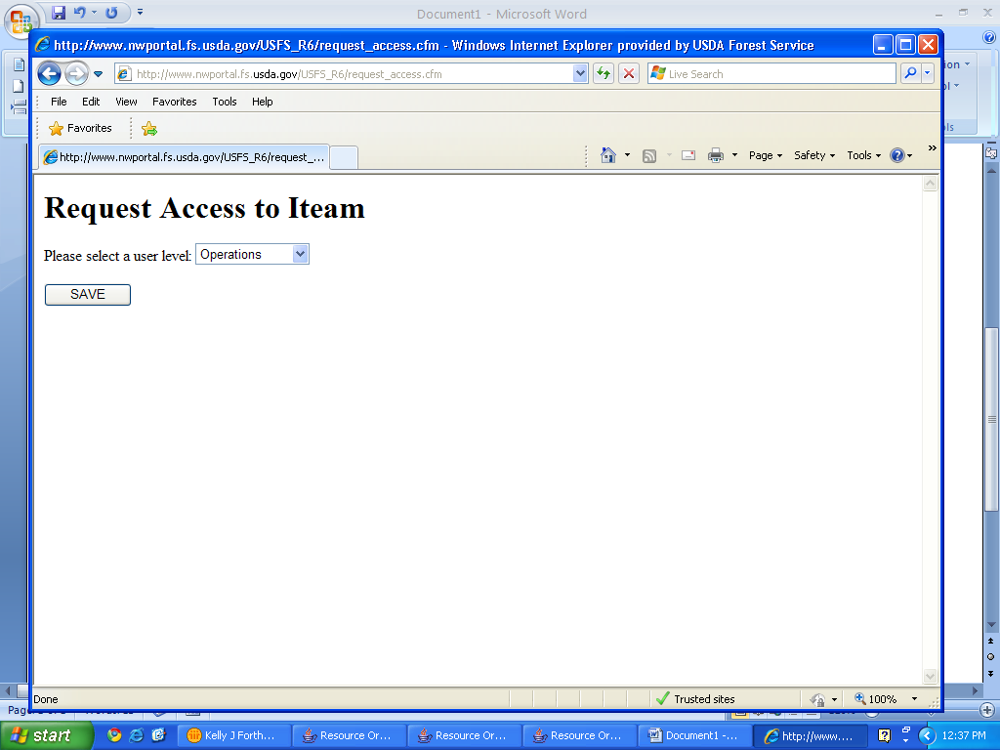 Document1 - Microsoft Word
http://www.nwportal.fs.usda.gov/USFS_R6/request_access.cfm - Windows Internet Explorer provided by USDA Forest Service
http://www.nwportal.fs.usda.gov/USFS_R6/request_access.cfm
Live Search
File Edit View Favorites Tools Help
Favorites
http://www.nwportal.fs.usda.gov/USFS_R6/request_...
Page Safety Tools
Request Access to Iteam
Please select a user level: Operations
SAVE
Done
Trusted sites
100%
start
Kelly J Forth...
Resource Or...
Resource Or...
Resource Or...
Document1 -...
http://www....
12:37 PM